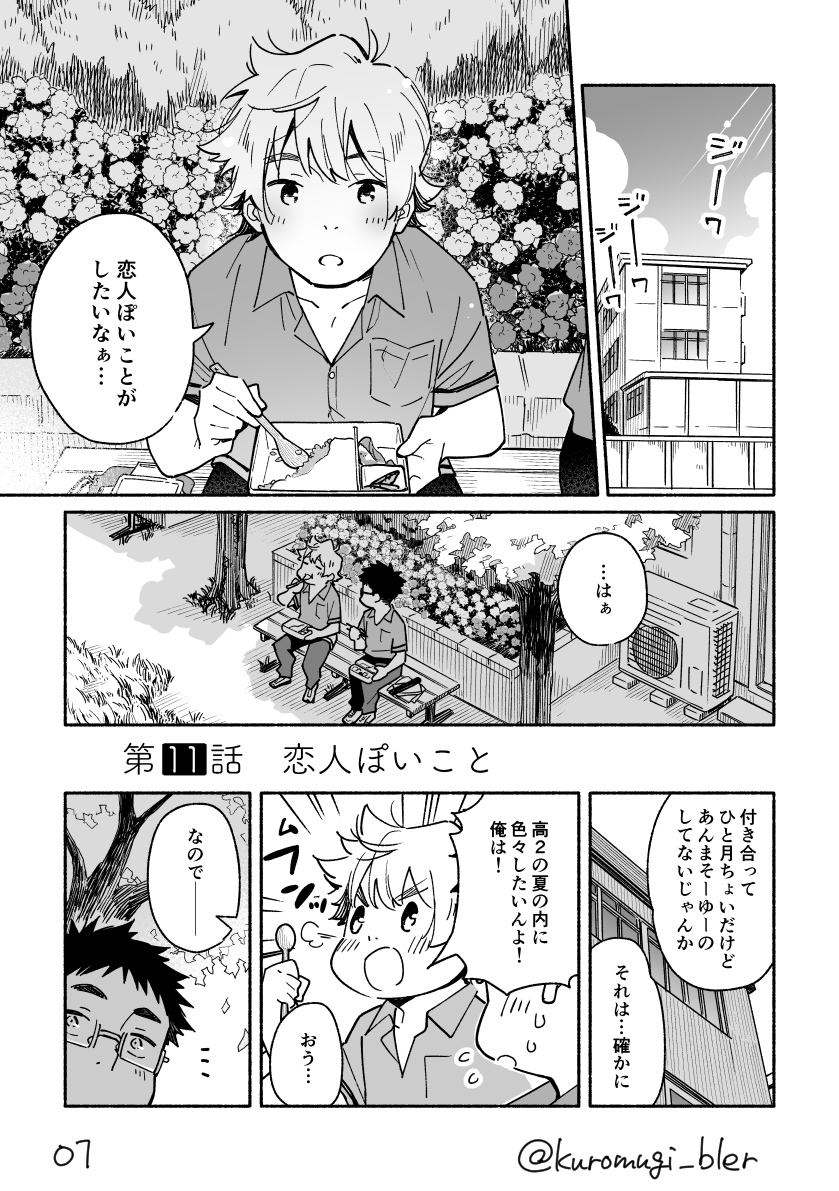 ジーワ
ジーワ
ジーワ
恋人ぽいことが
したいなぁ…
…はぁ
第11話 恋人ぽいこと
付き合って
ひと月ちょいだけど
あんまそーゆーの
してないじゃんか
それは…確かに
高2の夏の内に
色々したいんよ!
俺は!
ムフンッ
おう…
なので──
07
@kuromugi_bler